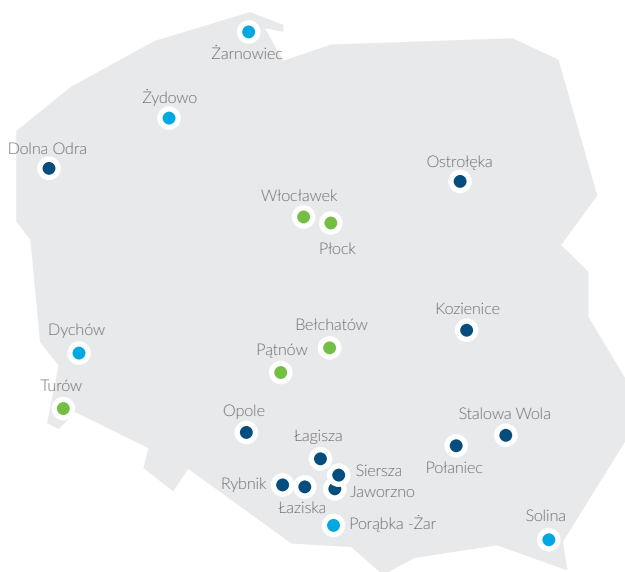 Żarnowiec
Żydowo
Dolna Odra
Ostrołęka
Włocławek
Płock
Kozienice
Bełchatów
Dychów
Pątnów
Turów
Opole
Stalowa Wola
Łagisza
Połaniec
Siersza
Rybnik
Jaworzno
Łaziska
Solina
Porąbka -Żar